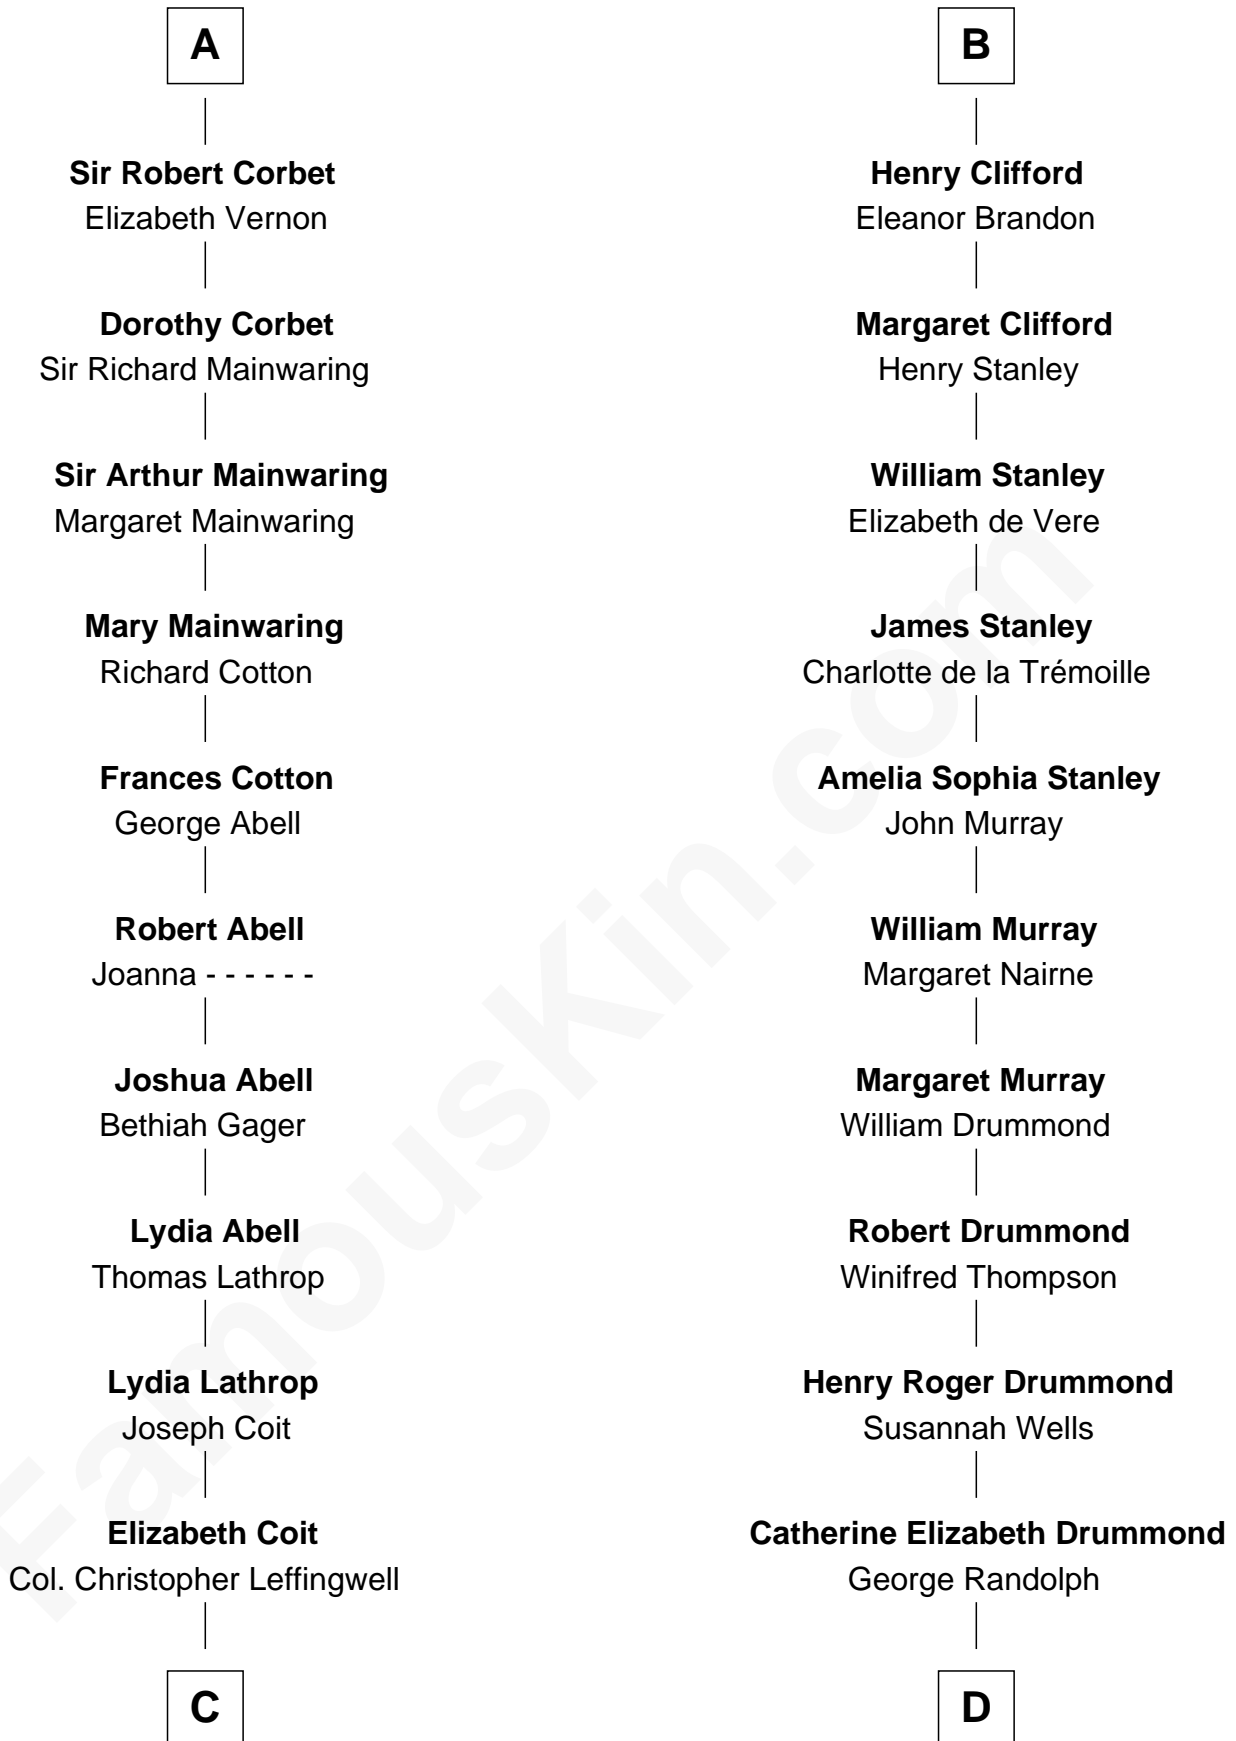 A
Sir Robert Corbet
Elizabeth Vernon
Dorothy Corbet
Sir Richard Mainwaring
Sir Arthur Mainwaring
Margaret Mainwaring
Mary Mainwaring
Richard Cotton
Frances Cotton
George Abell
Robert Abell
Joanna - - - - - -
Joshua Abell
Bethiah Gager
Lydia Abell
Thomas Lathrop
Lydia Lathrop
Joseph Coit
Elizabeth Coit
Col. Christopher Leffingwell
C
B
Henry Clifford
Eleanor Brandon
Margaret Clifford
Henry Stanley
William Stanley
Elizabeth de Vere
James Stanley
Charlotte de la Trémoille
Amelia Sophia Stanley
John Murray
William Murray
Margaret Nairne
Margaret Murray
William Drummond
Robert Drummond
Winifred Thompson
Henry Roger Drummond
Susannah Wells
Catherine Elizabeth Drummond
George Randolph
D
FamousKin.com